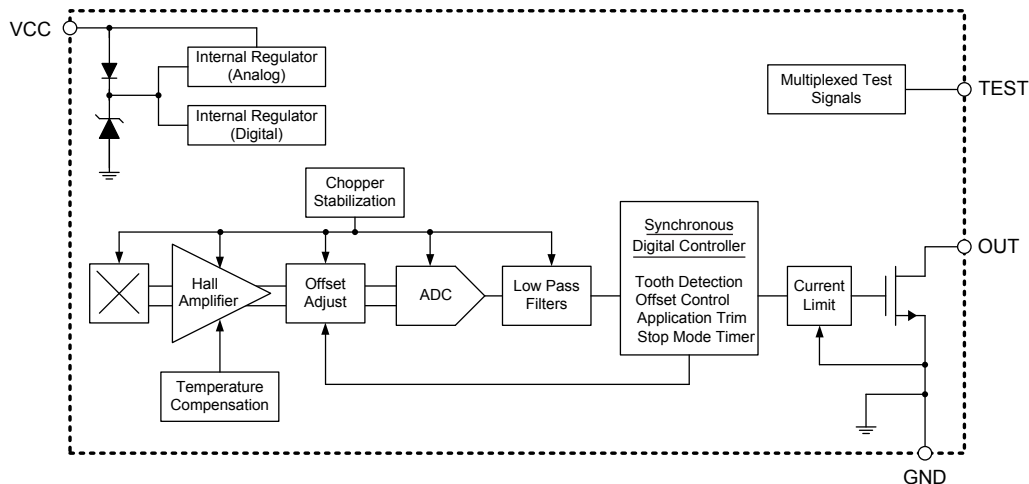 VCC
Internal Regulator
(Analog)
Internal Regulator
(Digital)
Multiplexed Test
Signals
TEST
Chopper
Stabilization
Synchronous
Digital Controller
Tooth Detection
Offset Control
Application Trim
Stop Mode Timer
OUT
Hall
Amplifier
Offset
Adjust
ADC
Low Pass
Filters
Current
Limit
Temperature
Compensation
GND